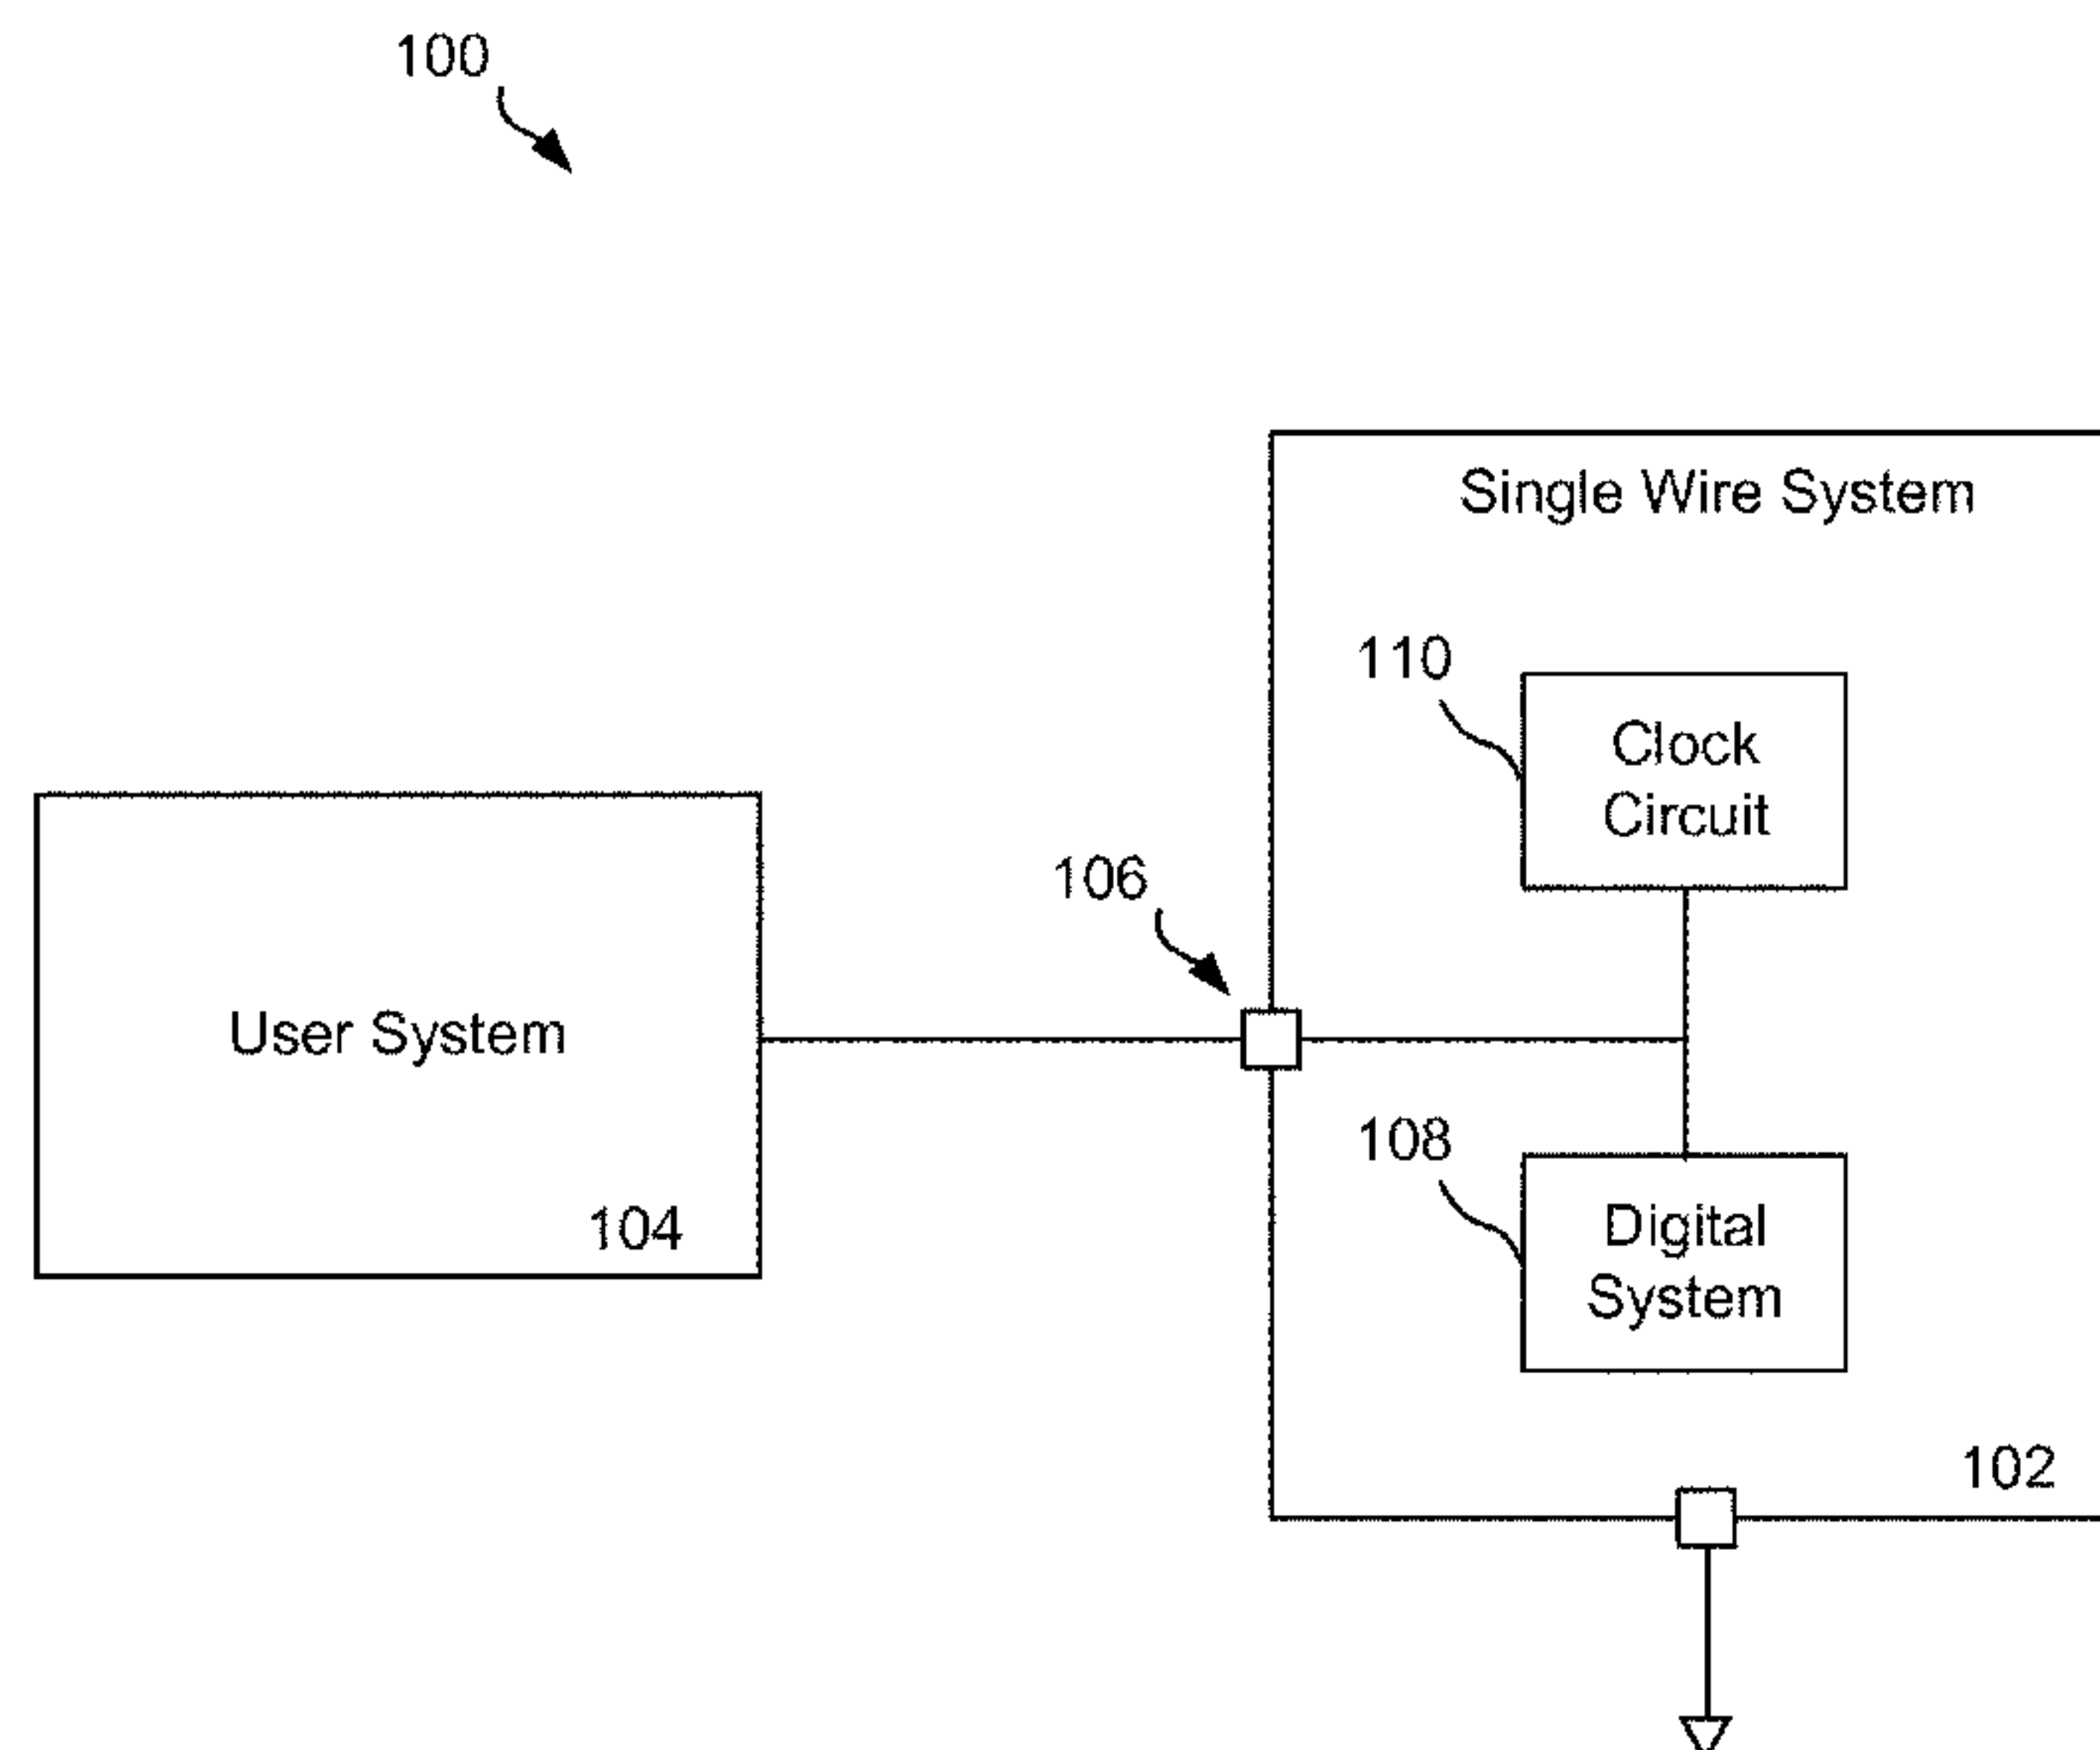 100
Single Wire System
110
Clock
Circuit
106
User System
108
Digital
System
104
102